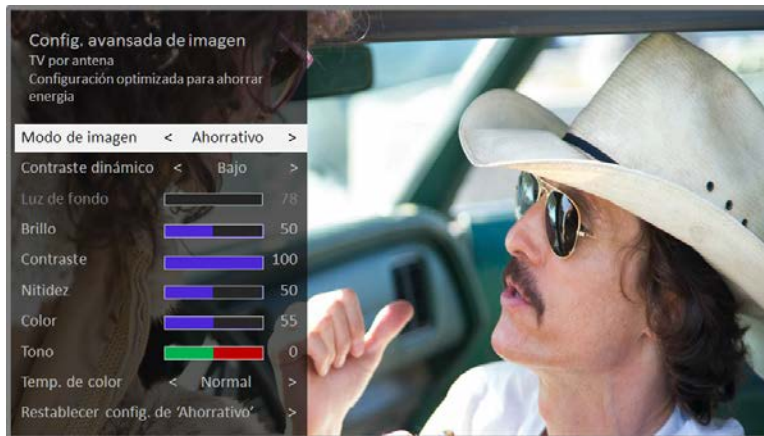 Config. avansada de imagen
TV por antena
Configuración optimizada para ahorrar
energia
Modo de imagen < Ahorrativo >
Contraste dinámico < Bajo >
Luz de fondo 78
Brillo 50
Contraste 100
Nitidez 50
Color 55
Tono 0
Temp. de color < Normal >
Restablecer config. de ‘Ahorrativo’ >